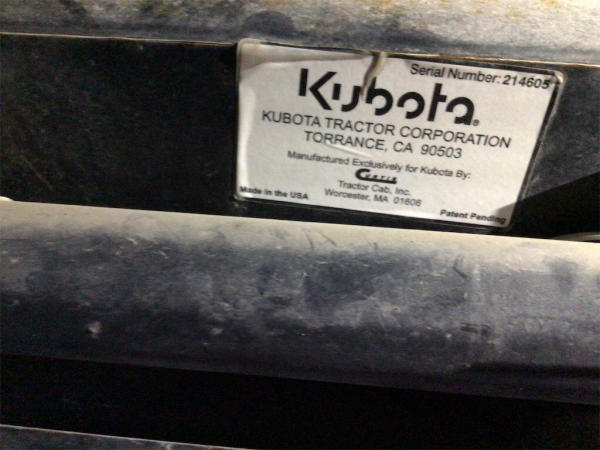 Serial Number: 214605
Kubota
KUBOTA TRACTOR CORPORATION
TORRANCE, CA 90503
Manufactured Exclusively for Kubota By:
CURTIS
Tractor Cab, Inc.
Worcester, MA 01606
Made in the USA
Patent Pending